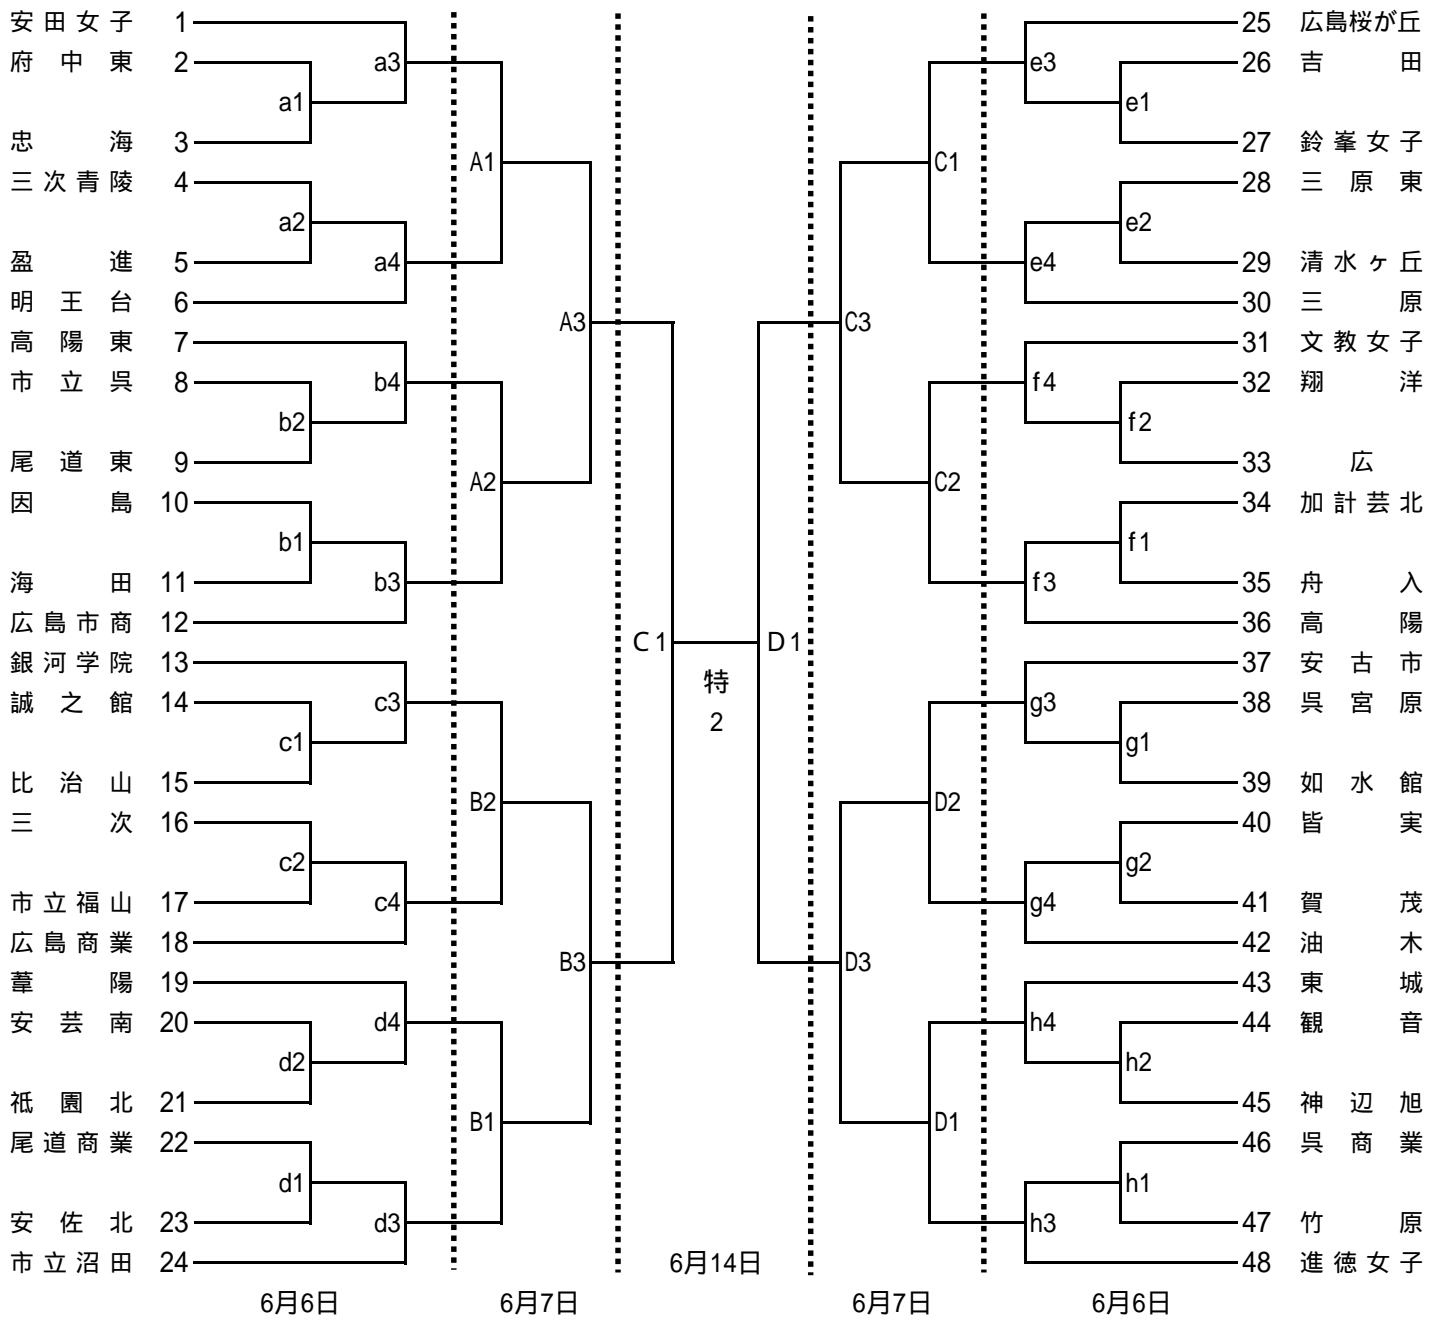 安田女子 1
府中東 2
忠海 3
三次青陵 4
盈進 5
明王台 6
高陽東 7
市立呉 8
尾道東 9
因島 10
海田 11
広島市商 12
銀河学院 13
誠之館 14
比治山 15
三次 16
市立福山 17
広島商業 18
葦陽 19
安芸南 20
祗園北 21
尾道商業 22
安佐北 23
市立沼田 24
a1
a2
b2
b1
c1
c2
d2
d1
a3
a4
b4
b3
c3
c4
d4
d3
A1
A2
B2
B1
A3
B3
C1
特
2
D1
C3
D3
C1
C2
D2
D1
e3
e4
f4
f3
g3
g4
h4
h3
e1
e2
f2
f1
g1
g2
h2
h1
25 広島桜が丘
26 吉田
27 鈴峯女子
28 三原東
29 清水ヶ丘
30 三原
31 文教女子
32 翔洋
33 広
34 加計芸北
35 舟入
36 高陽
37 安古市
38 呉宮原
39 如水館
40 皆実
41 賀茂
42 油木
43 東城
44 観音
45 神辺旭
46 呉商業
47 竹原
48 進徳女子
6月14日
6月6日 6月7日 6月7日 6月6日